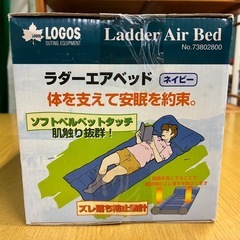 LOGOS
OUTING EQUIPMENT
Ladder Air Bed
No.73802800
ラダーエアベッド
ネイビー
体を支えて安眠を約束。
ソフトベルベットタッチ
肌触り抜群！
ズレ落ち防止設計